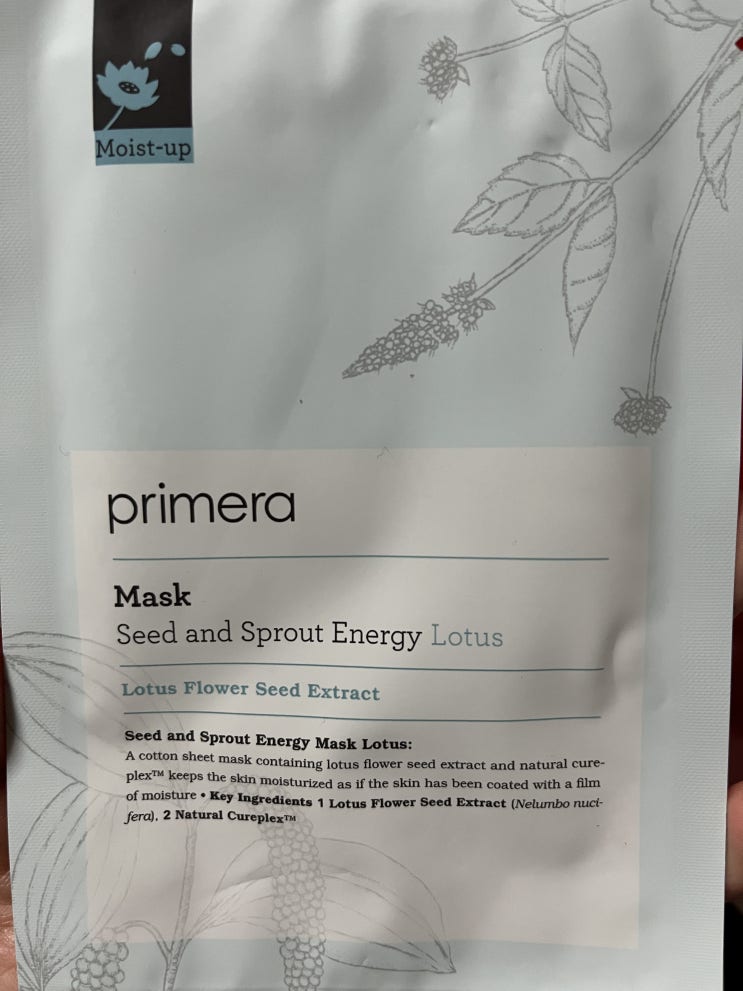 Moist-up
primera
Mask
Seed and Sprout Energy Lotus
Lotus Flower Seed Extract
Seed and Sprout Energy Mask Lotus:
A cotton sheet mask containing lotus flower seed extract and natural cure-
plex™ keeps the skin moisturized as if the skin has been coated with a film
of moisture • Key Ingredients 1 Lotus Flower Seed Extract (Nelumbo nuci-
fera), 2 Natural Cureplex™